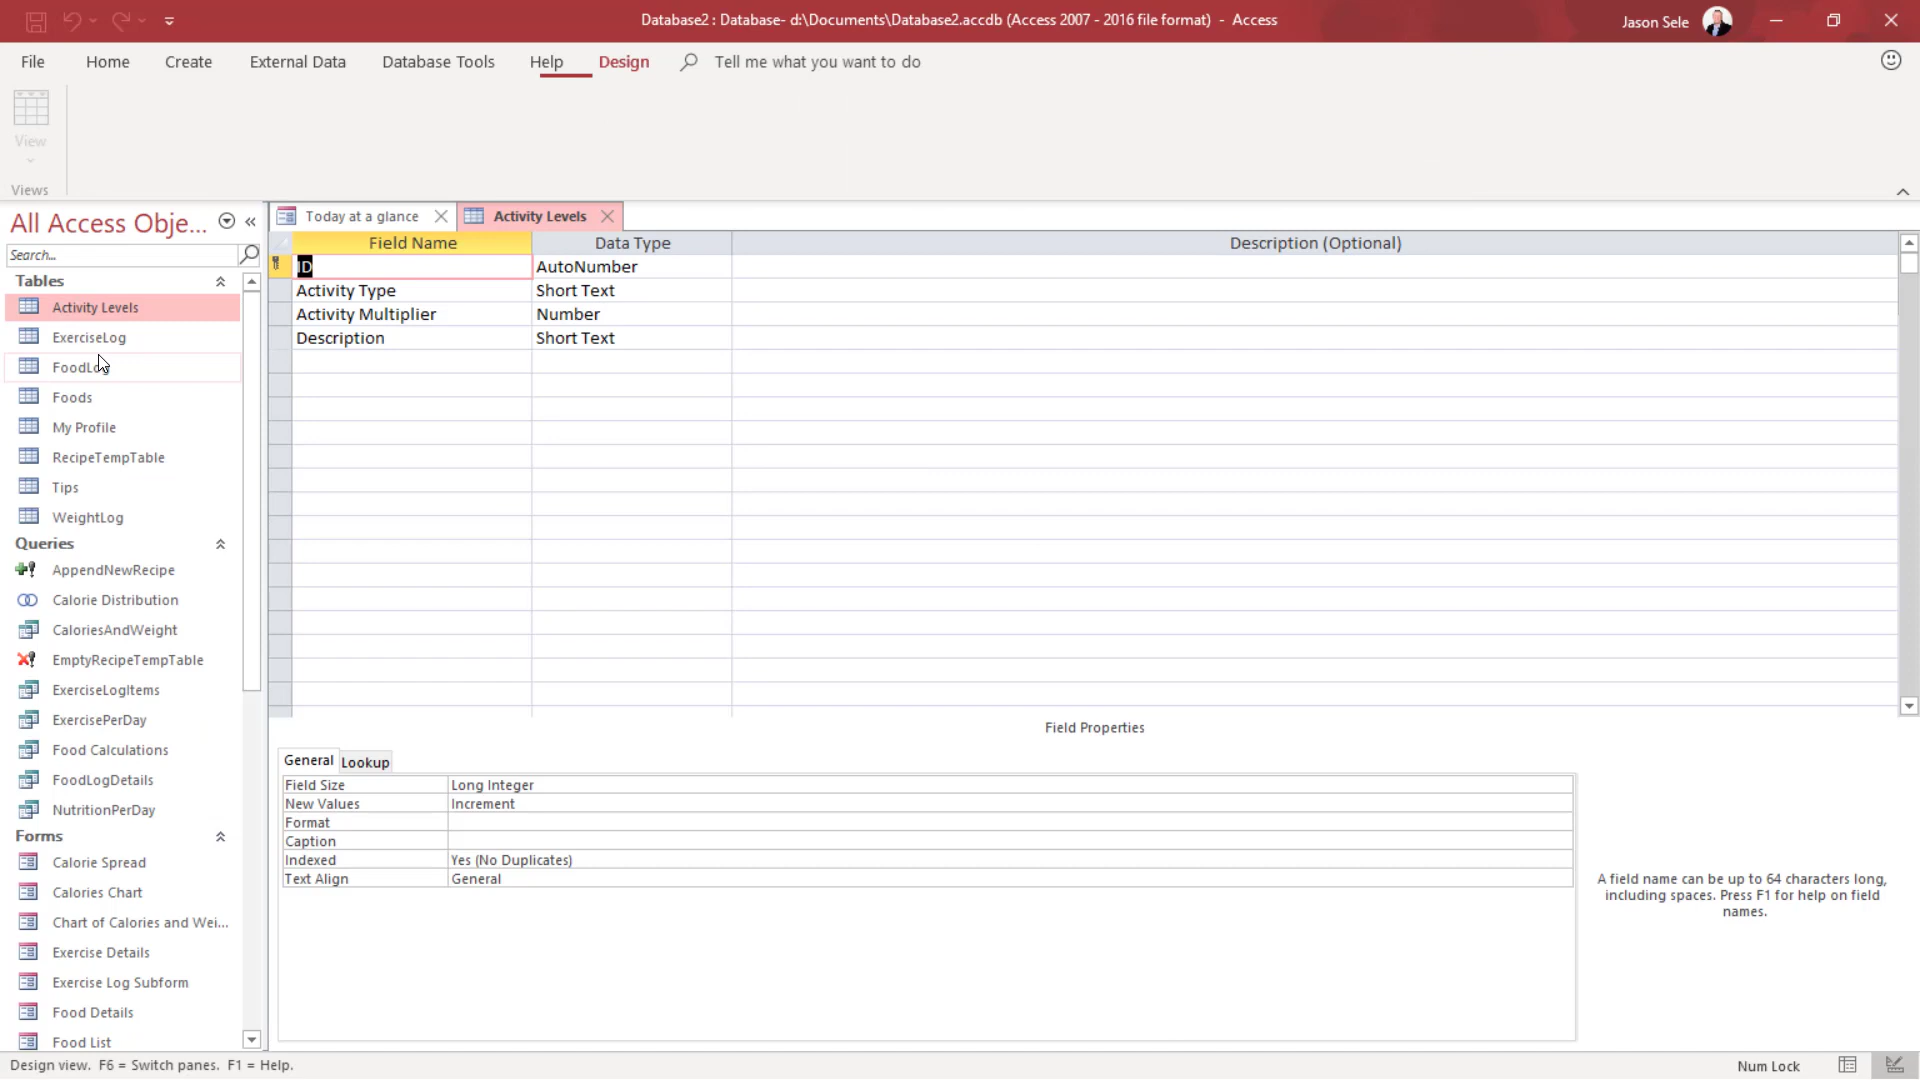 Database2 : Database- d:\Documents\Database2.accdb (Access 2007 - 2016 file format) - Access
Jason Sele
File Home Create External Data Database Tools Help Design Tell me what you want to do
View
Views
All Access Obje...
Search...
Tables
Activity Levels
ExerciseLog
FoodLog
Foods
My Profile
RecipeTempTable
Tips
WeightLog
Queries
AppendNewRecipe
Calorie Distribution
CaloriesAndWeight
EmptyRecipeTempTable
ExerciseLogItems
ExercisePerDay
Food Calculations
FoodLogDetails
NutritionPerDay
Forms
Calorie Spread
Calories Chart
Chart of Calories and Wei...
Exercise Details
Exercise Log Subform
Food Details
Food List
Today at a glance Activity Levels
Field Name Data Type Description (Optional)
ID AutoNumber
Activity Type Short Text
Activity Multiplier Number
Description Short Text
Field Properties
General Lookup
Field Size Long Integer
New Values Increment
Format
Caption
Indexed Yes (No Duplicates)
Text Align General
A field name can be up to 64 characters long,
including spaces. Press F1 for help on field
names.
Design view. F6 = Switch panes. F1 = Help.
Num Lock